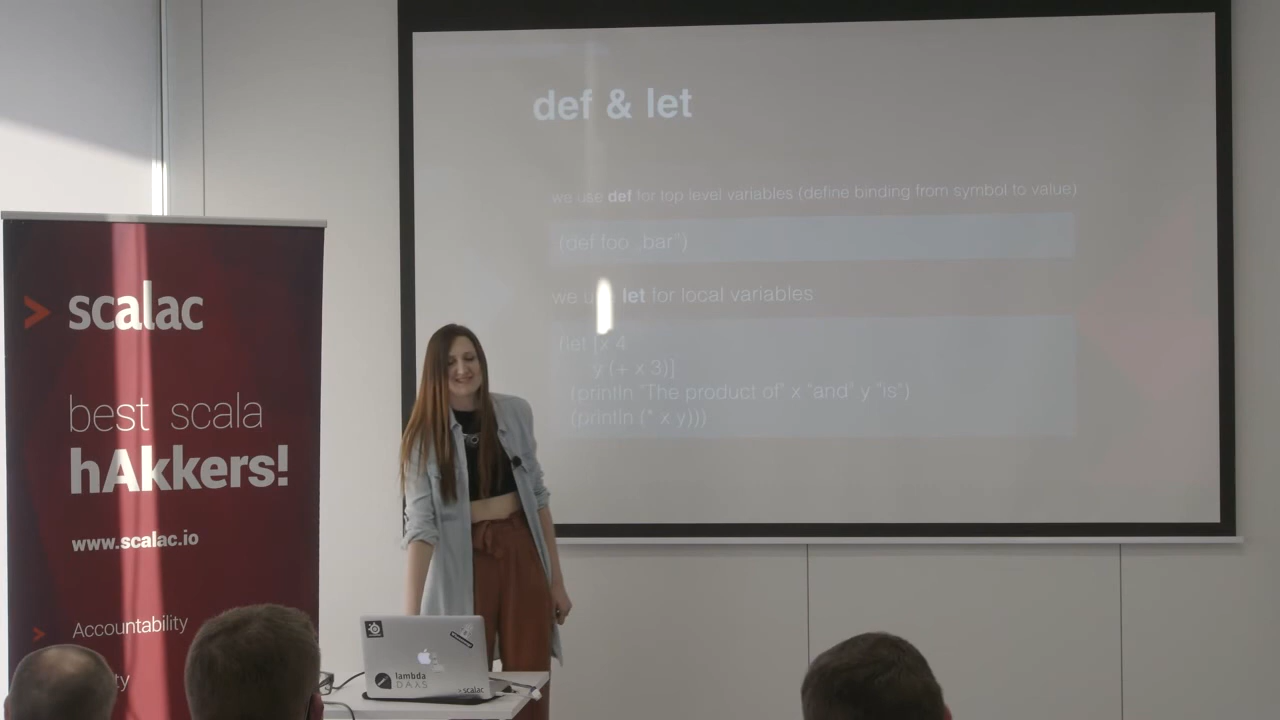 def & let
we use def for top level variables (define binding from symbol to value)
(def foo „bar”)
we let for local variables
(let [x 4
y (+ x 3)]
(println "The product of" x "and" y "is")
(println (* x y)))
> scalac
best scala
hAkkers!
www.scalac.io
> Accountability
lambda
DAYS
>scalac